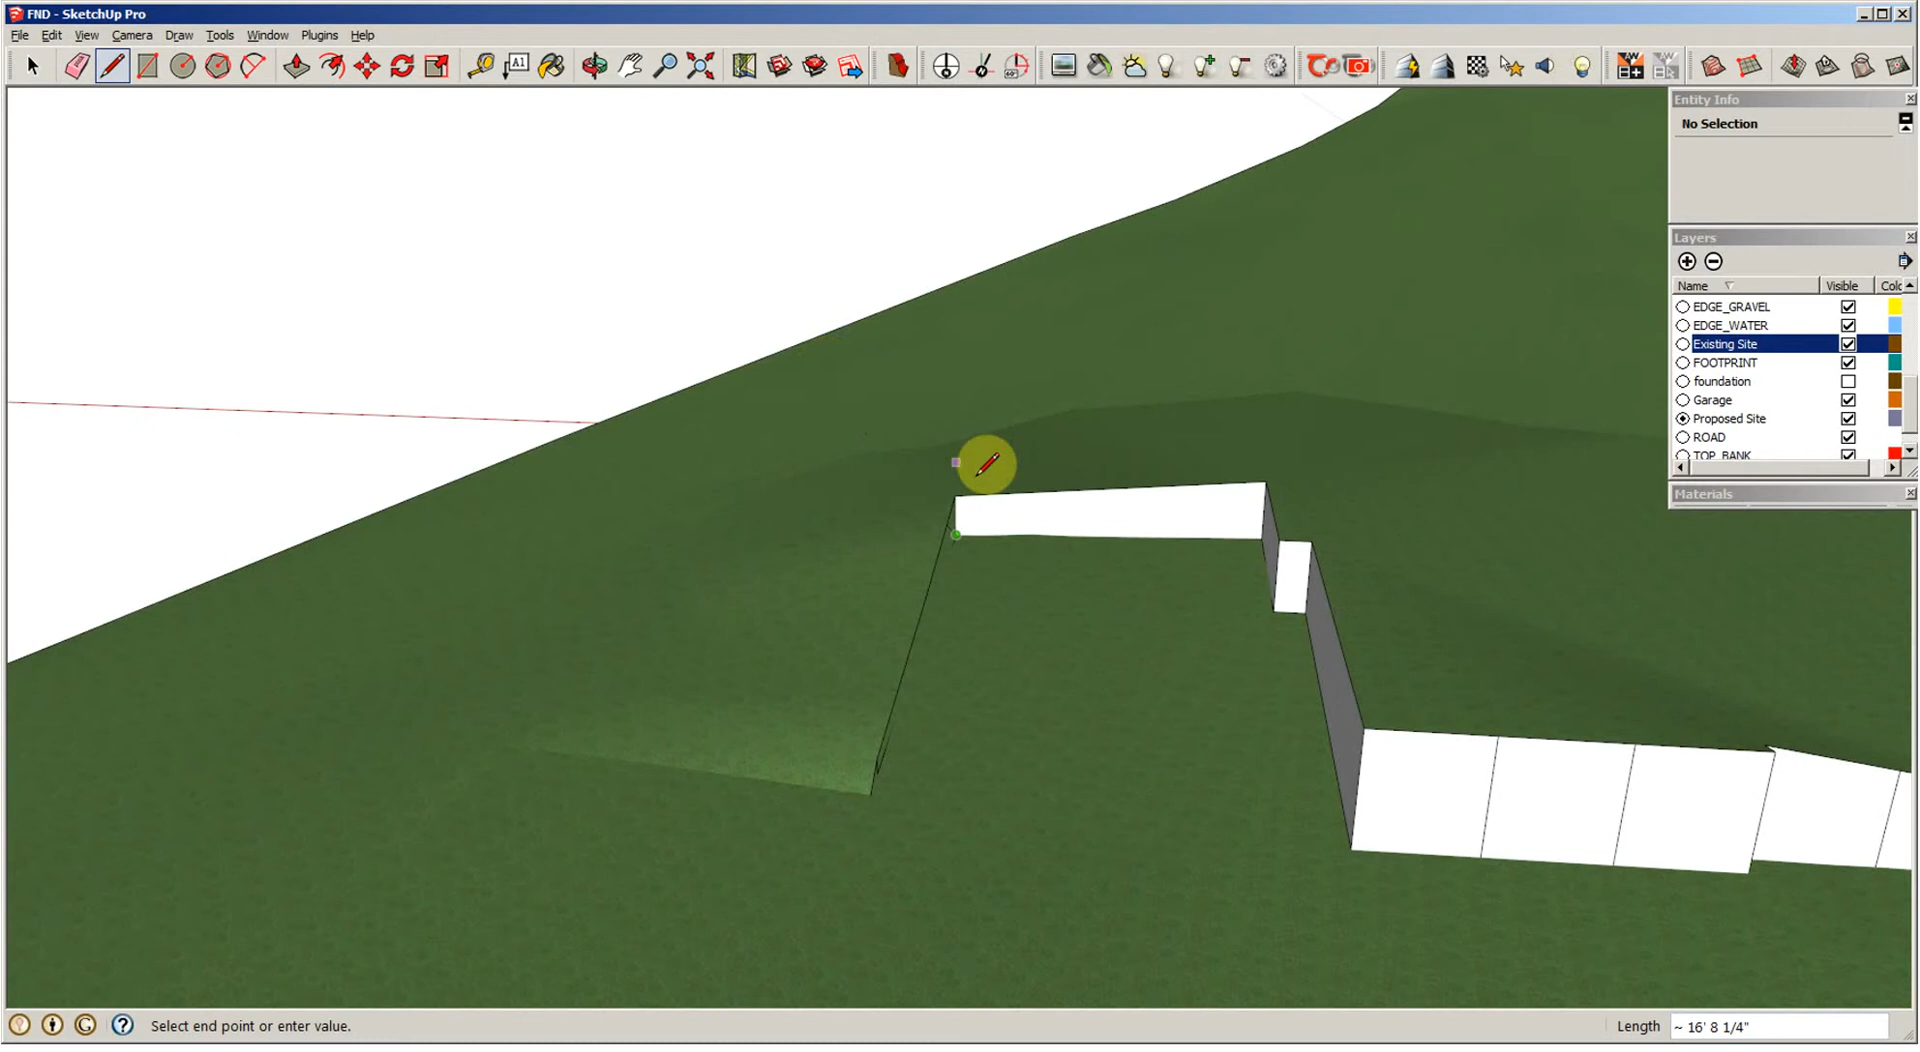 FND - SketchUp Pro
File Edit View Camera Draw Tools Window Plugins Help
A1
Entity Info
No Selection
Layers
Name Visible Colo
EDGE_GRAVEL
EDGE_WATER
Existing Site
FOOTPRINT
foundation
Garage
Proposed Site
ROAD
TOP_BANK
Materials
Select end point or enter value.
Length ~ 16' 8 1/4"